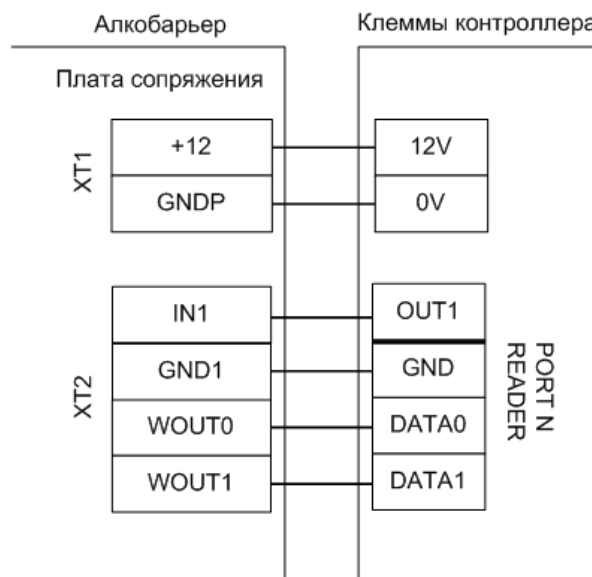 Алкобарьер
Клеммы контроллера
Плата сопряжения
XT1
+12
12V
GNDP
0V
XT2
IN1
OUT1
GND1
GND
WOUT0
DATA0
WOUT1
DATA1
PORT N
READER